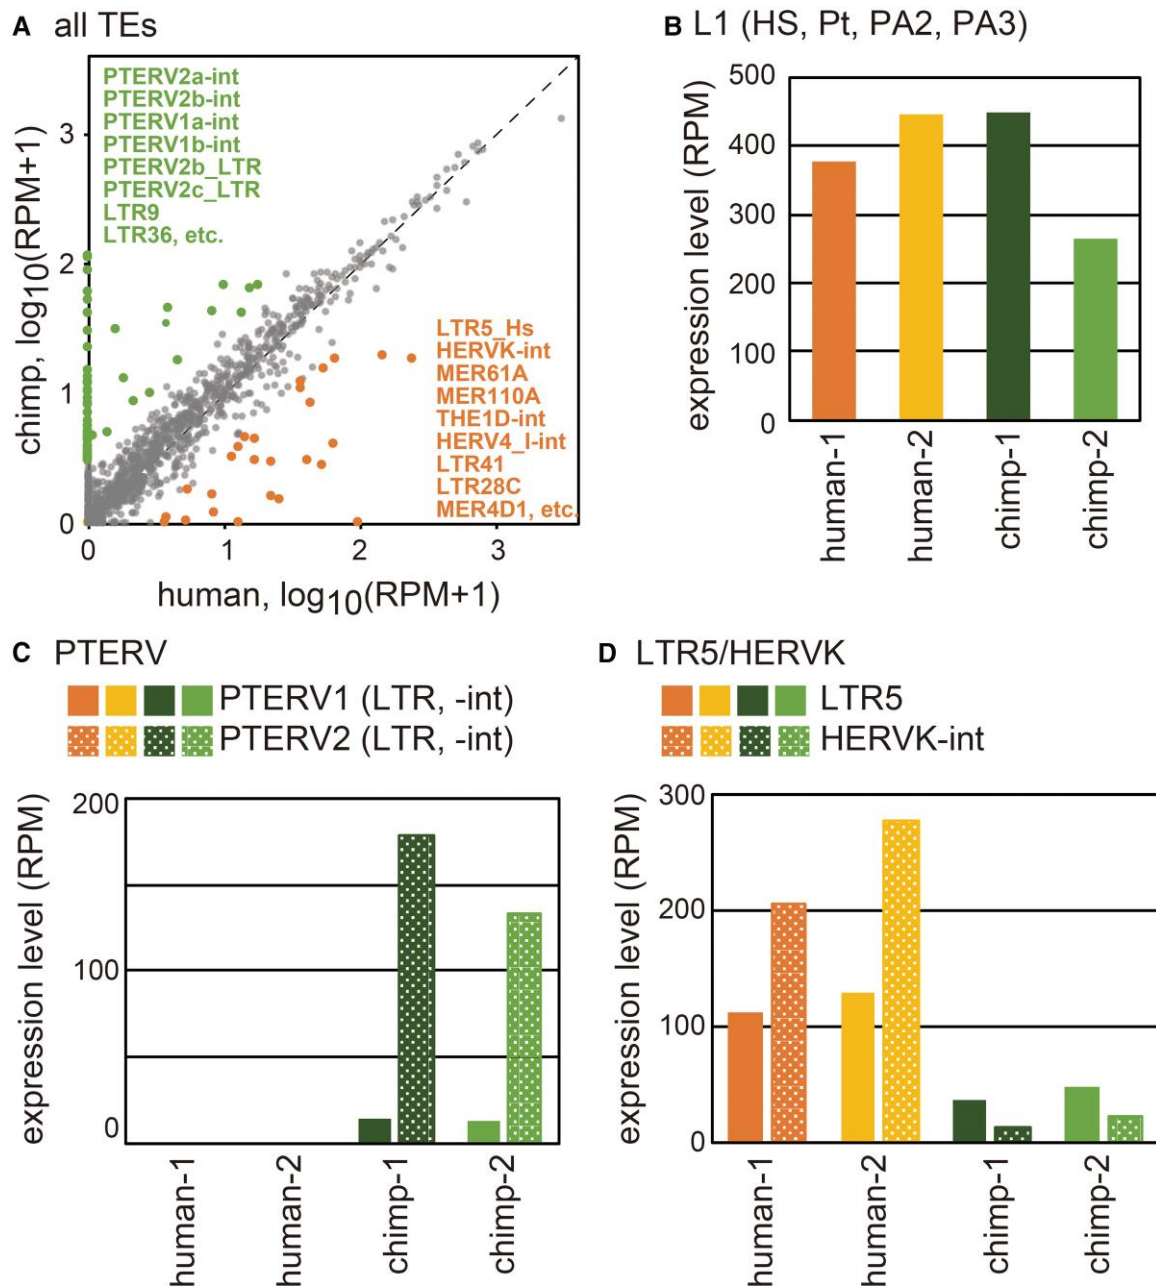 A all TEs
PTERV2a-int
PTERV2b-int
PTERV1a-int
PTERV1b-int
PTERV2b_LTR
PTERV2c_LTR
LTR9
LTR36, etc.
LTR5_Hs
HERVK-int
MER61A
MER110A
THE1D-int
HERV4_I-int
LTR41
LTR28C
MER4D1, etc.
chimp, log10(RPM+1)
3
2
1
0
0 1 2 3
human, log10(RPM+1)
B L1 (HS, Pt, PA2, PA3)
expression level (RPM)
500
400
300
200
100
0
human-1
human-2
chimp-1
chimp-2
C PTERV
PTERV1 (LTR, -int)
PTERV2 (LTR, -int)
expression level (RPM)
200
100
0
human-1
human-2
chimp-1
chimp-2
D LTR5/HERVK
LTR5
HERVK-int
expression level (RPM)
300
200
100
0
human-1
human-2
chimp-1
chimp-2